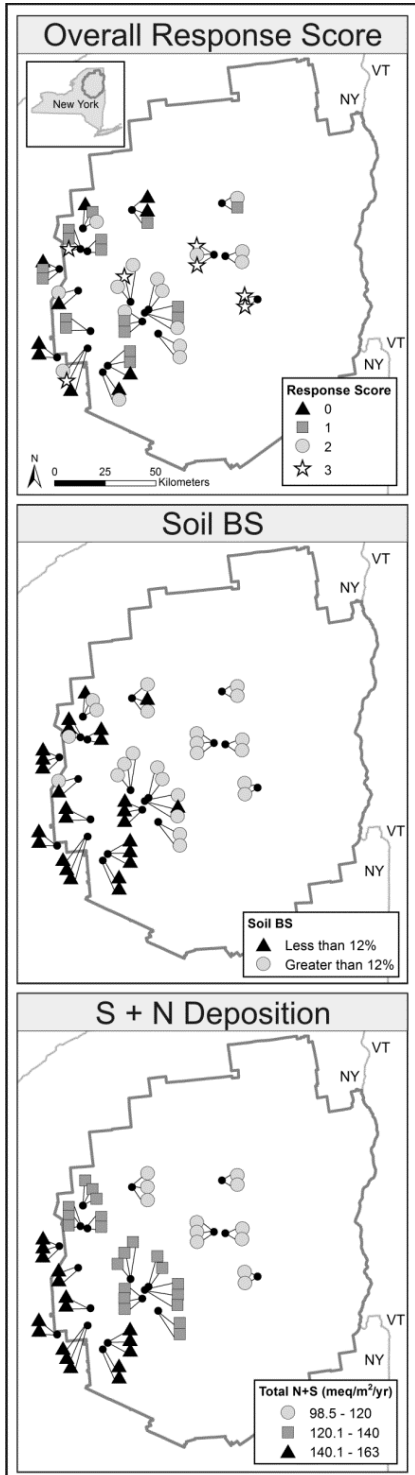 Overall Response Score
New York
VT
NY
NY
Response Score
0
1
2
3
N
0 25 50
Kilometers
Soil BS
VT
NY
VT
NY
Soil BS
Less than 12%
Greater than 12%
S + N Deposition
VT
NY
VT
NY
Total N+S (meq/m²/yr)
98.5 - 120
120.1 - 140
140.1 - 163